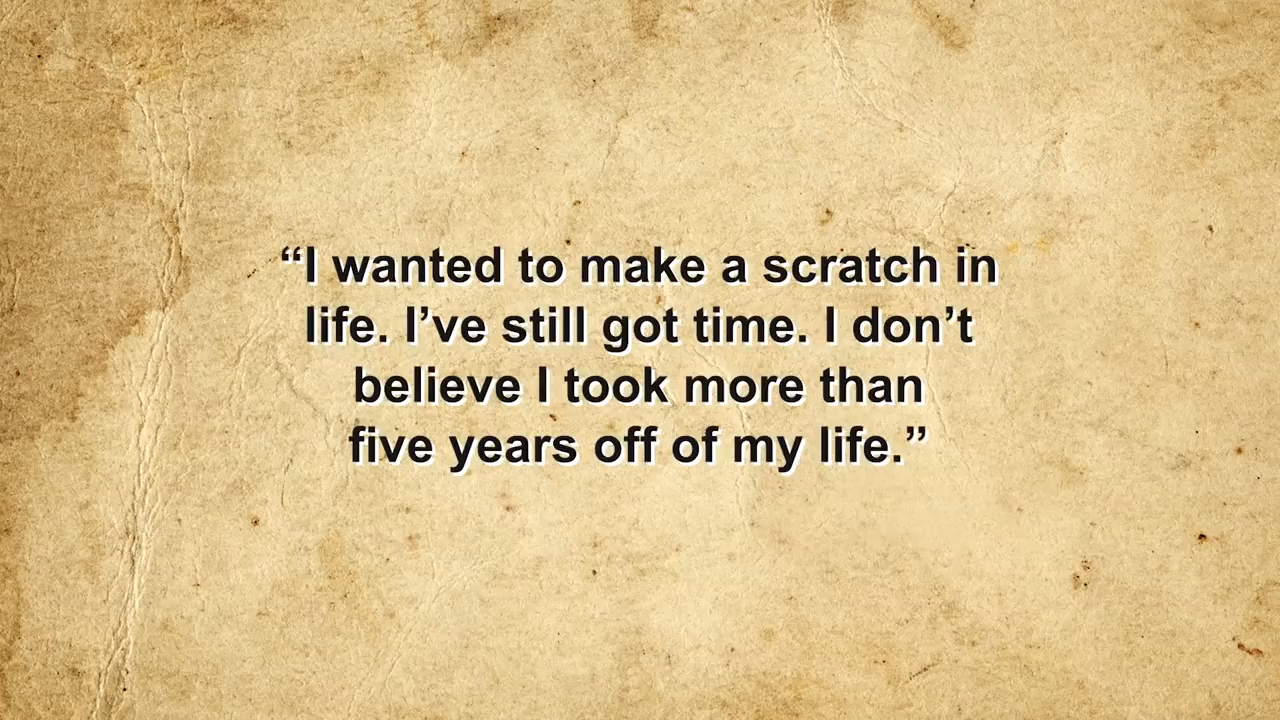 “I wanted to make a scratch in
life. I’ve still got time. I don’t
believe I took more than
five years off of my life.”